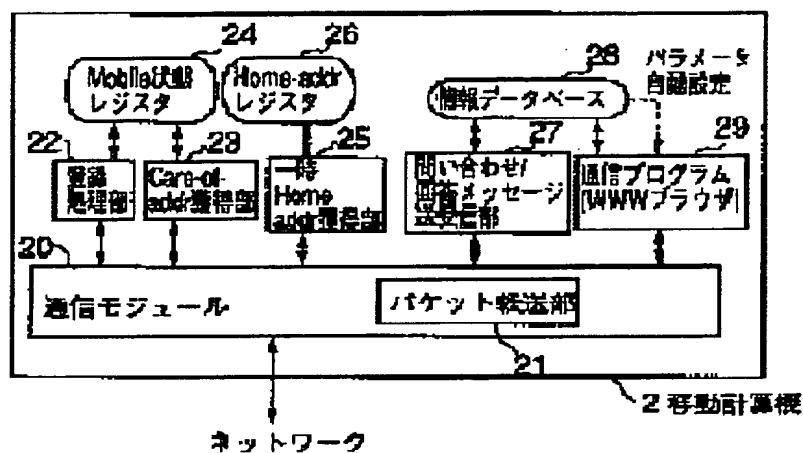 24
26
28
パラメータ
自動設定
Mobile状態
レジスタ
Home-addr
レジスタ
情報データベース
22
23
25
27
29
登録
処理部
Care-of-
addr獲得部
一時
Home
addr獲得部
問い合わせ/
回答メッセージ
送受信部
通信プログラム
[WWWブラウザ]
20
通信モジュール
パケット転送部
21
2 移動計算機
ネットワーク